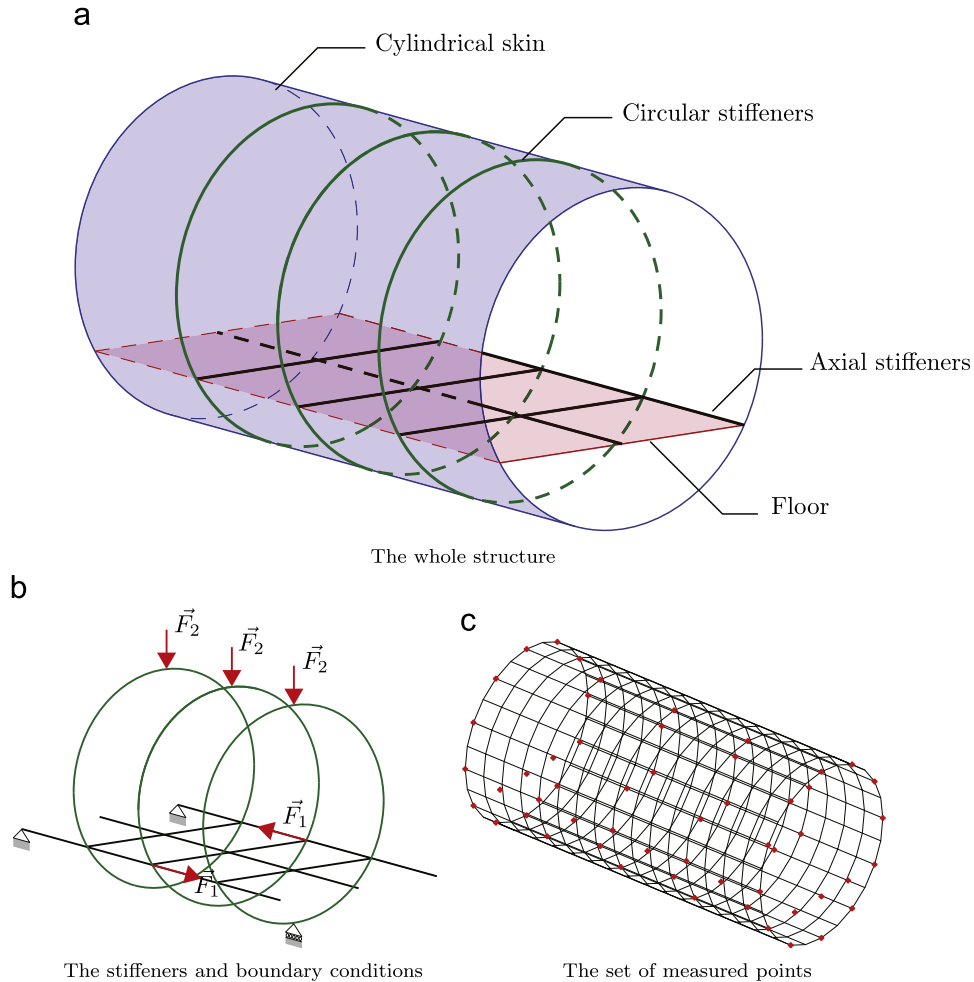 a
Cylindrical skin
Circular stiffeners
Axial stiffeners
Floor
The whole structure
b
c
F⃗2
F⃗2
F⃗2
F⃗1
F⃗1
The stiffeners and boundary conditions
The set of measured points